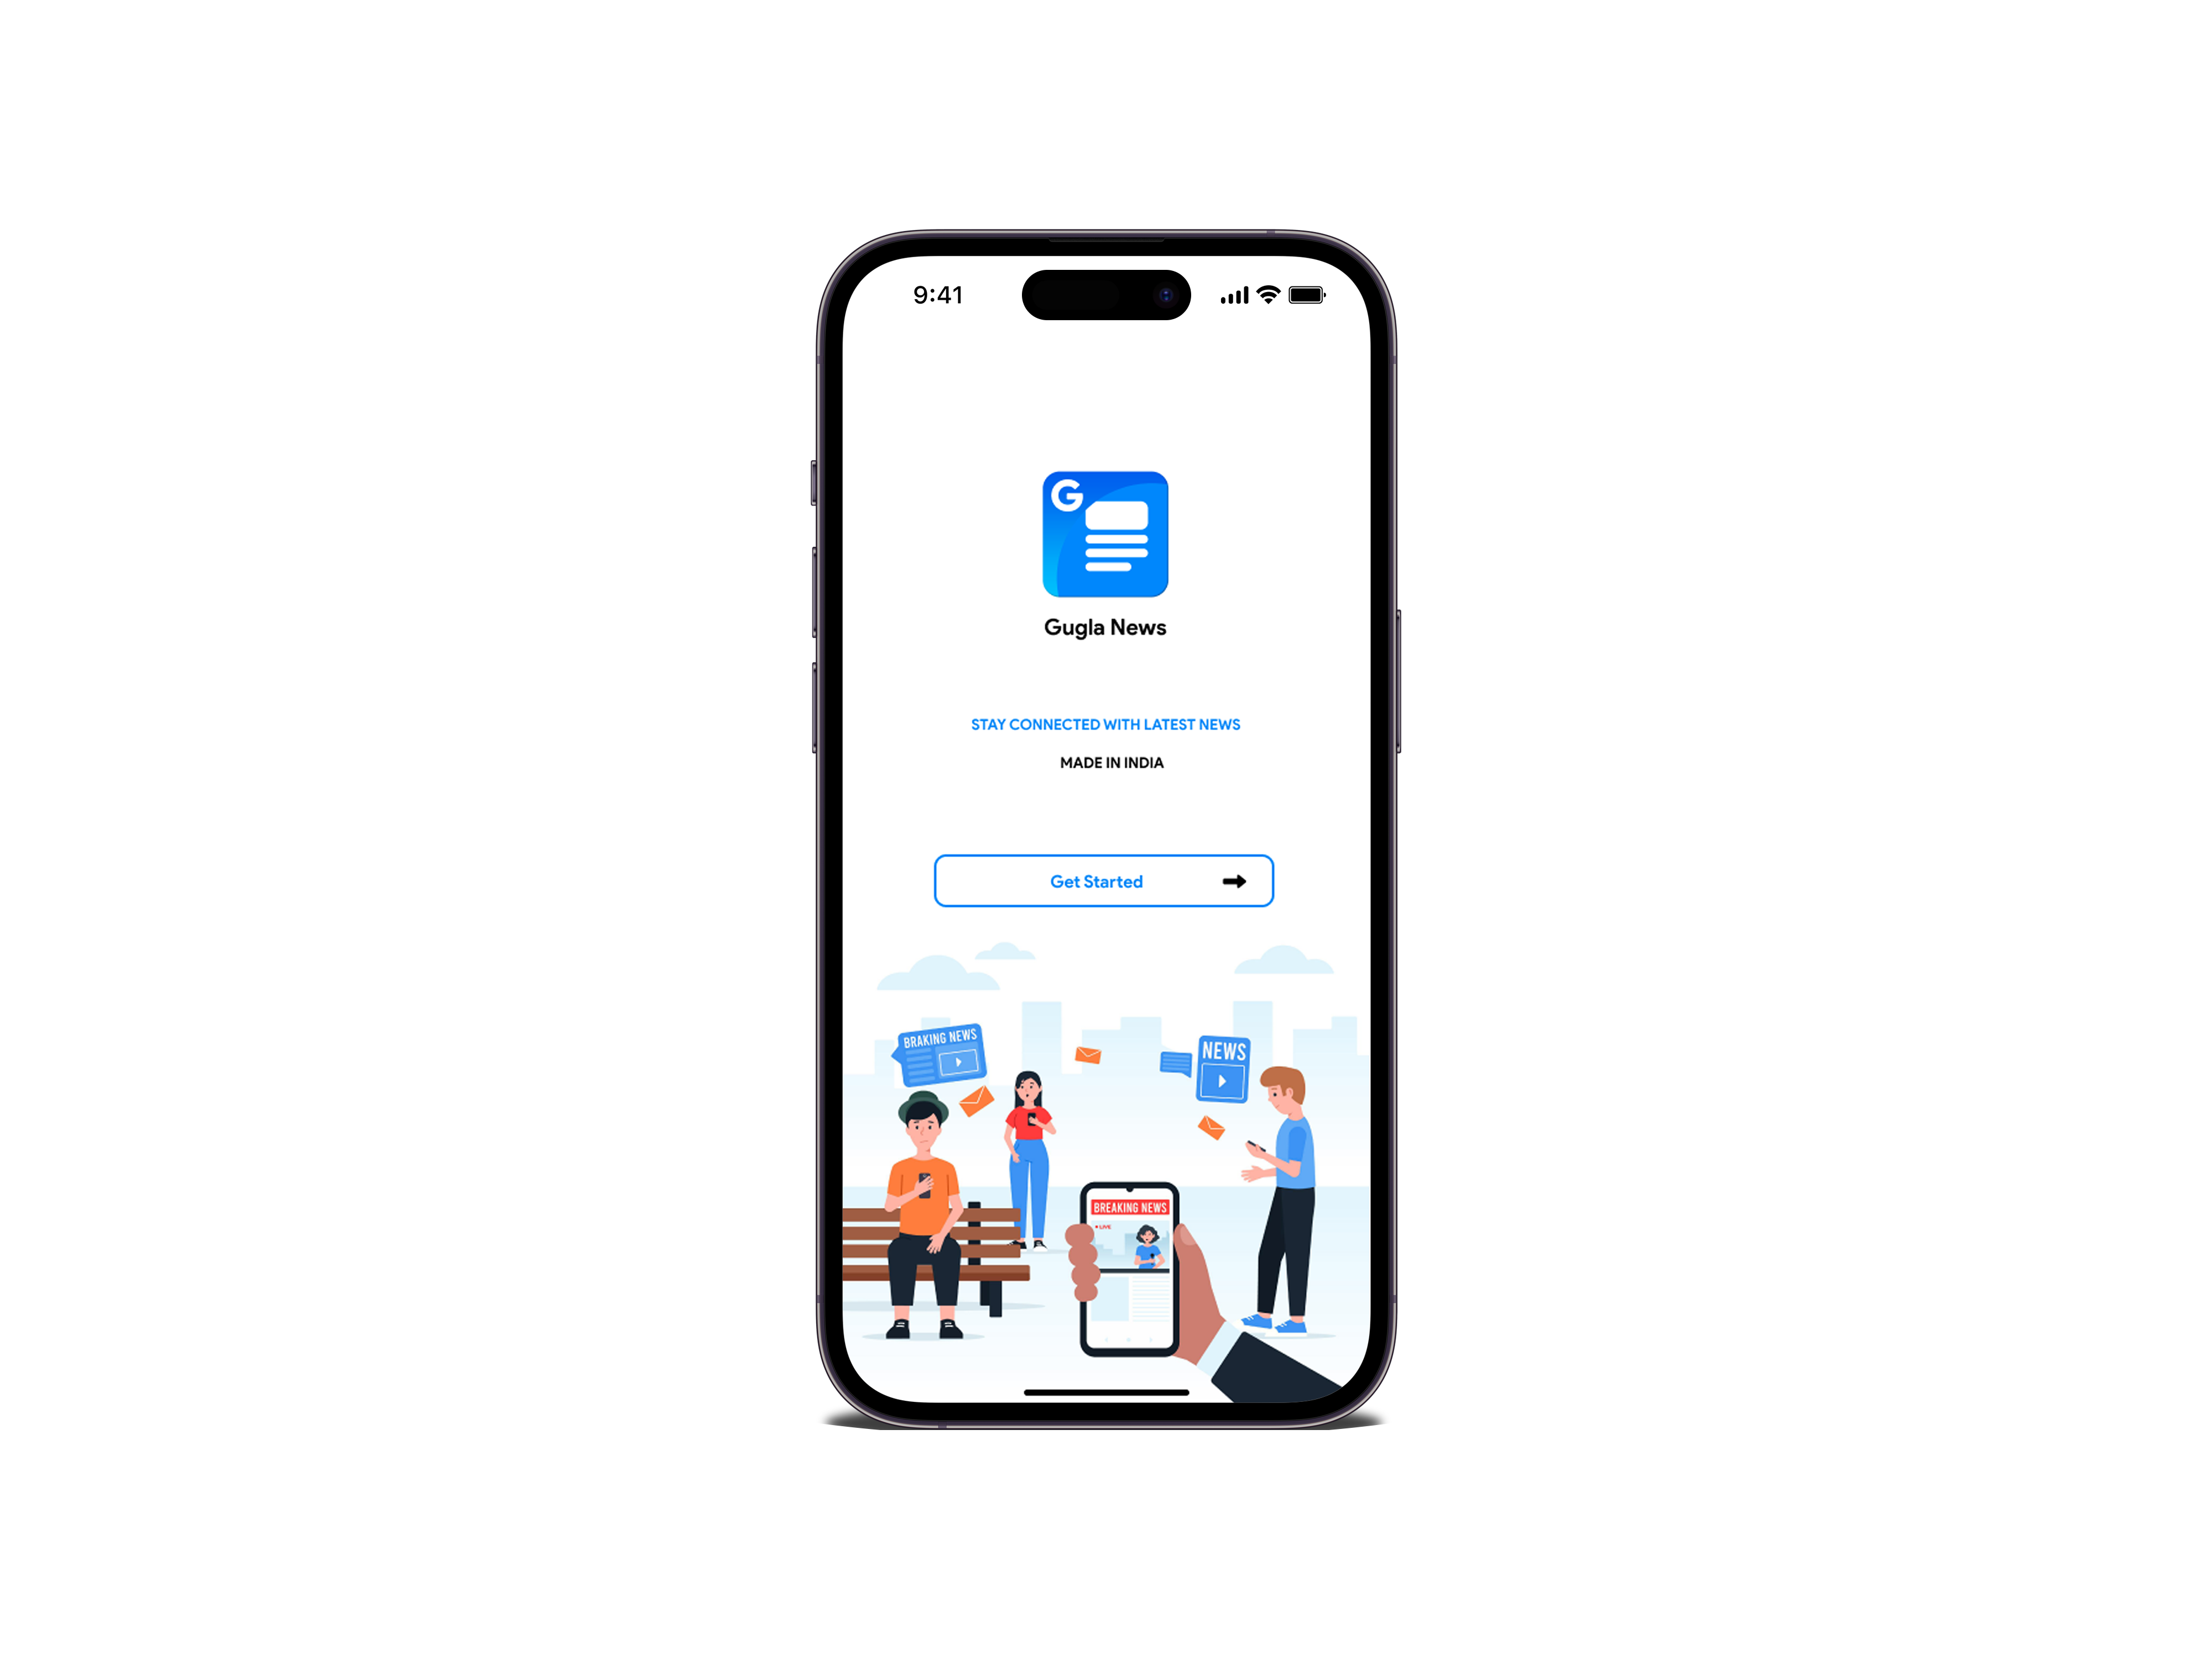 9:41
G
Gugla News
STAY CONNECTED WITH LATEST NEWS
MADE IN INDIA
Get Started
BRAKING NEWS
NEWS
BREAKING NEWS
LIVE